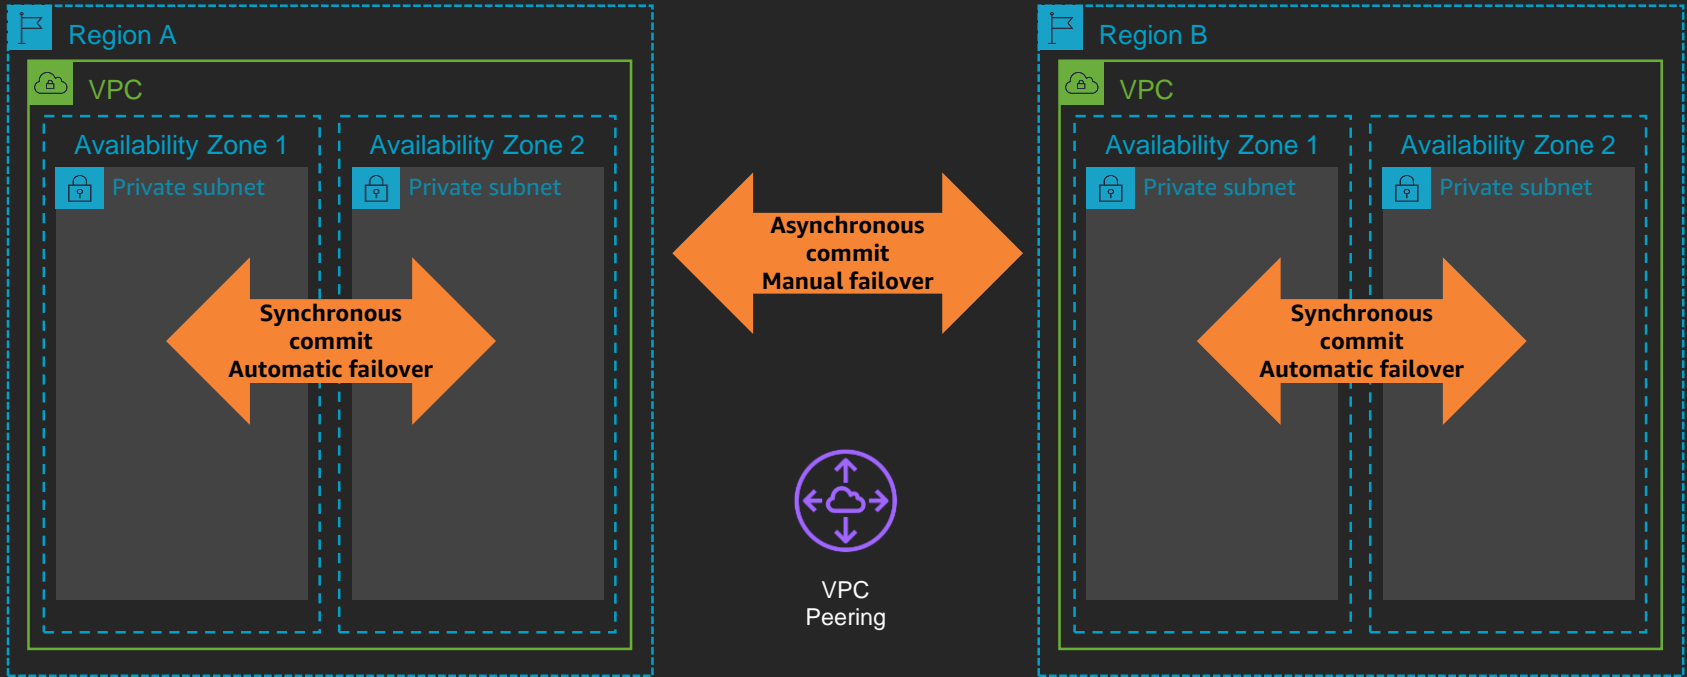 Region A
VPC
Availability Zone 1
Private subnet
Availability Zone 2
Private subnet
Synchronous
commit
Automatic failover
Asynchronous
commit
Manual failover
VPC
Peering
Region B
VPC
Availability Zone 1
Private subnet
Availability Zone 2
Private subnet
Synchronous
commit
Automatic failover